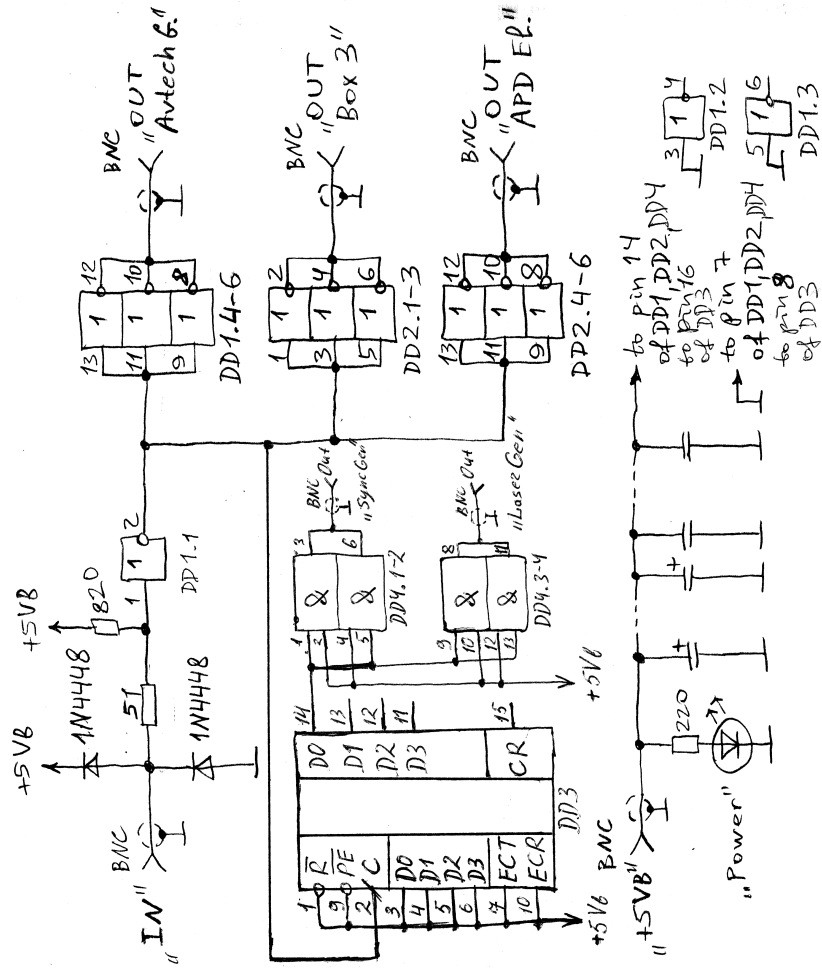 "IN"
BNC
+5VB
1N4448
1N4448
51
+5VB
820
1
1
2
DD1.1
13
11
9
1
1
1
12
10
8
DD1.4-6
BNC
"OUT
Avtech G."
1
3
5
1
1
1
2
4
6
DD2.1-3
BNC
"OUT
Box 3"
13
11
9
1
1
1
12
10
8
DD2.4-6
BNC
"OUT
APD El."
1
9
2
3
4
5
6
7
10
R
PE
C
D0
D1
D2
D3
ECT
ECR
D0
D1
D2
D3
CR
14
13
12
11
15
DD3
+5VB
1
2
4
5
&
&
3
6
DD4.1-2
BNC
Out
"SyncGen"
9
10
12
13
&
&
8
11
DD4.3-4
BNC
Out
"Laser Gen"
+5VB
"+5VB"
BNC
220
"Power"
+
+
to pin 14
of DD1, DD2, DD4
to pin 16
of DD3
to pin 7
of DD1, DD2, DD4
to pin 8
of DD3
3
1
4
DD1.2
5
1
6
DD1.3